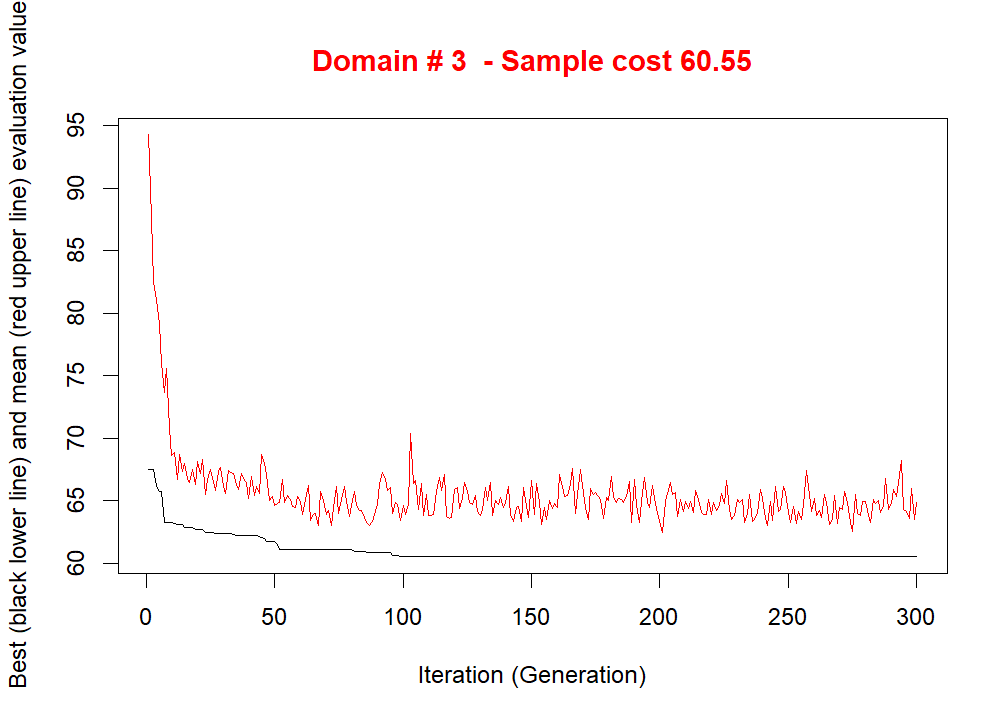 Domain # 3  - Sample cost 60.55
Best (black lower line) and mean (red upper line) evaluation value
95
90
85
80
75
70
65
60
0 50 100 150 200 250 300
Iteration (Generation)